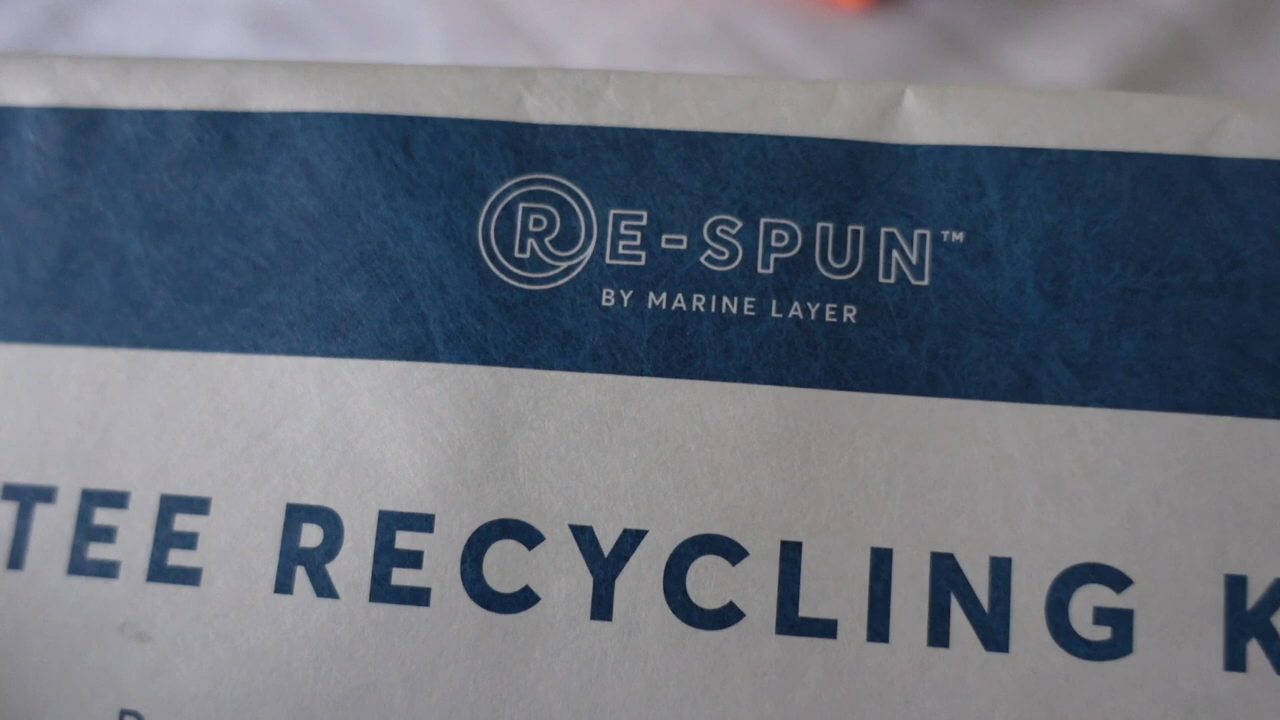 RE-SPUN™
BY MARINE LAYER
TEE RECYCLING K